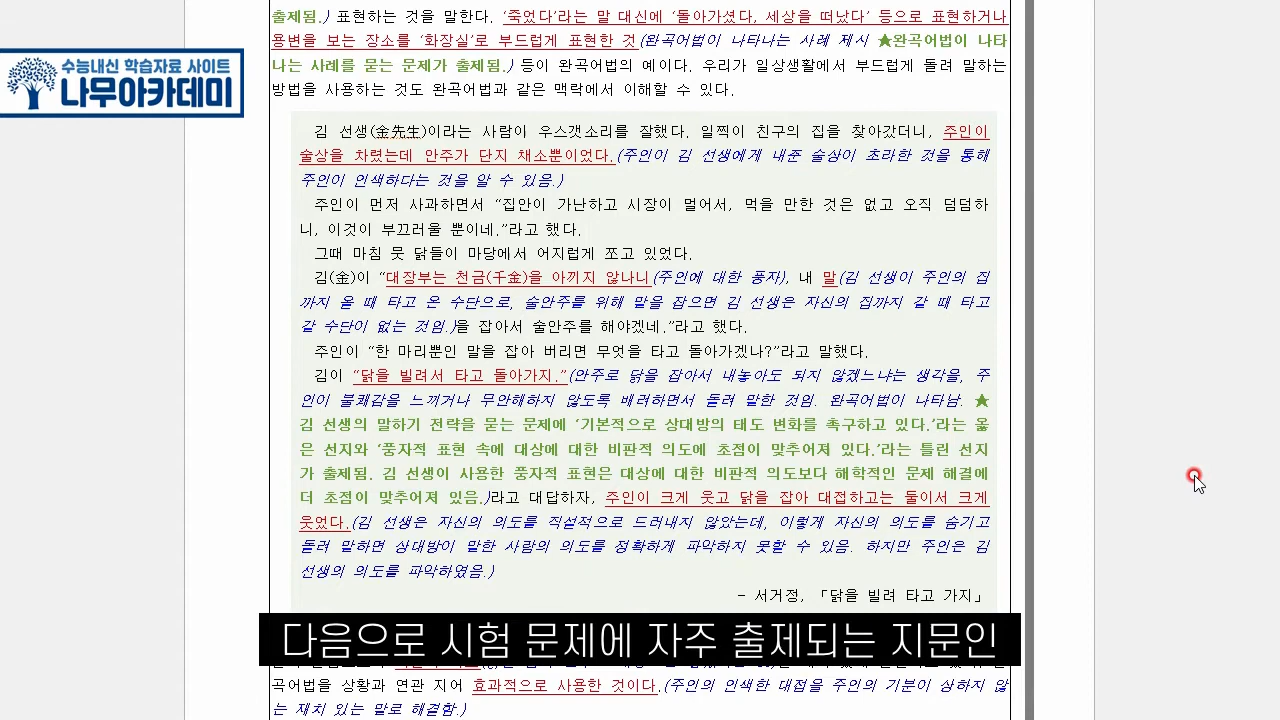 출제됨.) 표현하는 것을 말한다. ‘죽었다’라는 말 대신에 ‘돌아가셨다, 세상을 떠났다’ 등으로 표현하거나
용변을 보는 장소를 ‘화장실’로 부드럽게 표현한 것(완곡어법이 나타나는 사례 제시 ★완곡어법이 나타
나는 사례를 묻는 문제가 출제됨.) 등이 완곡어법의 예이다. 우리가 일상생활에서 부드럽게 돌려 말하는
방법을 사용하는 것도 완곡어법과 같은 맥락에서 이해할 수 있다.
수능내신 학습자료 사이트
나무아카데미
김 선생(金先生)이라는 사람이 우스갯소리를 잘했다. 일찍이 친구의 집을 찾아갔더니, 주인이
술상을 차렸는데 안주가 단지 채소뿐이었다.(주인이 김 선생에게 내준 술상이 초라한 것을 통해
주인이 인색하다는 것을 알 수 있음.)
주인이 먼저 사과하면서 “집안이 가난하고 시장이 멀어서, 먹을 만한 것은 없고 오직 덤덤하
니, 이것이 부끄러울 뿐이네.”라고 했다.
그때 마침 뭇 닭들이 마당에서 어지럽게 쪼고 있었다.
김(金)이 “대장부는 천금(千金)을 아끼지 않나니(주인에 대한 풍자), 내 말(김 선생이 주인의 집
까지 올 때 타고 온 수단으로, 술안주를 위해 말을 잡으면 김 선생은 자신의 집까지 갈 때 타고
갈 수단이 없는 것임.)을 잡아서 술안주를 해야겠네.”라고 했다.
주인이 “한 마리뿐인 말을 잡아 버리면 무엇을 타고 돌아가겠나?”라고 말했다.
김이 “닭을 빌려서 타고 돌아가지.”(안주로 닭을 잡아서 내놓아도 되지 않겠느냐는 생각을, 주
인이 불쾌감을 느끼거나 무안해하지 않도록 배려하면서 돌려 말한 것임. 완곡어법이 나타남. ★
김 선생의 말하기 전략을 묻는 문제에 ‘기본적으로 상대방의 태도 변화를 촉구하고 있다.’라는 옳
은 선지와 ‘풍자적 표현 속에 대상에 대한 비판적 의도에 초점이 맞추어져 있다.’라는 틀린 선지
가 출제됨. 김 선생이 사용한 풍자적 표현은 대상에 대한 비판적 의도보다 해학적인 문제 해결에
더 초점이 맞추어져 있음.)라고 대답하자, 주인이 크게 웃고 닭을 잡아 대접하고는 둘이서 크게
웃었다.(김 선생은 자신의 의도를 직설적으로 드러내지 않았는데, 이렇게 자신의 의도를 숨기고
돌려 말하면 상대방이 말한 사람의 의도를 정확하게 파악하지 못할 수 있음. 하지만 주인은 김
선생의 의도를 파악하였음.)
- 서거정, 「닭을 빌려 타고 가지」
다음으로 시험 문제에 자주 출제되는 지문인
곡어법을 상황과 연관 지어 효과적으로 사용한 것이다.(주인의 인색한 대접을 주인의 기분이 상하지 않
는 재치 있는 말로 해결함.)